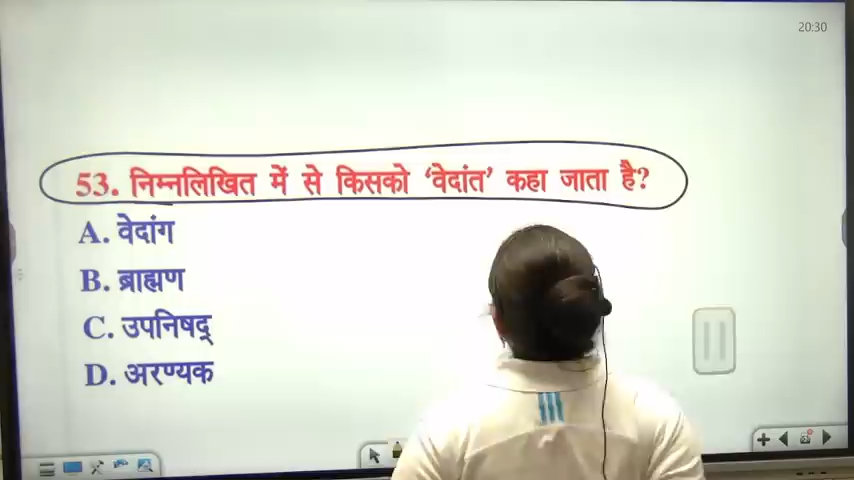 20:30
53. निम्नलिखित में से किसको ‘वेदांत’ कहा जाता है?
A. वेदांग
B. ब्राह्मण
C. उपनिषद्
D. अरण्यक